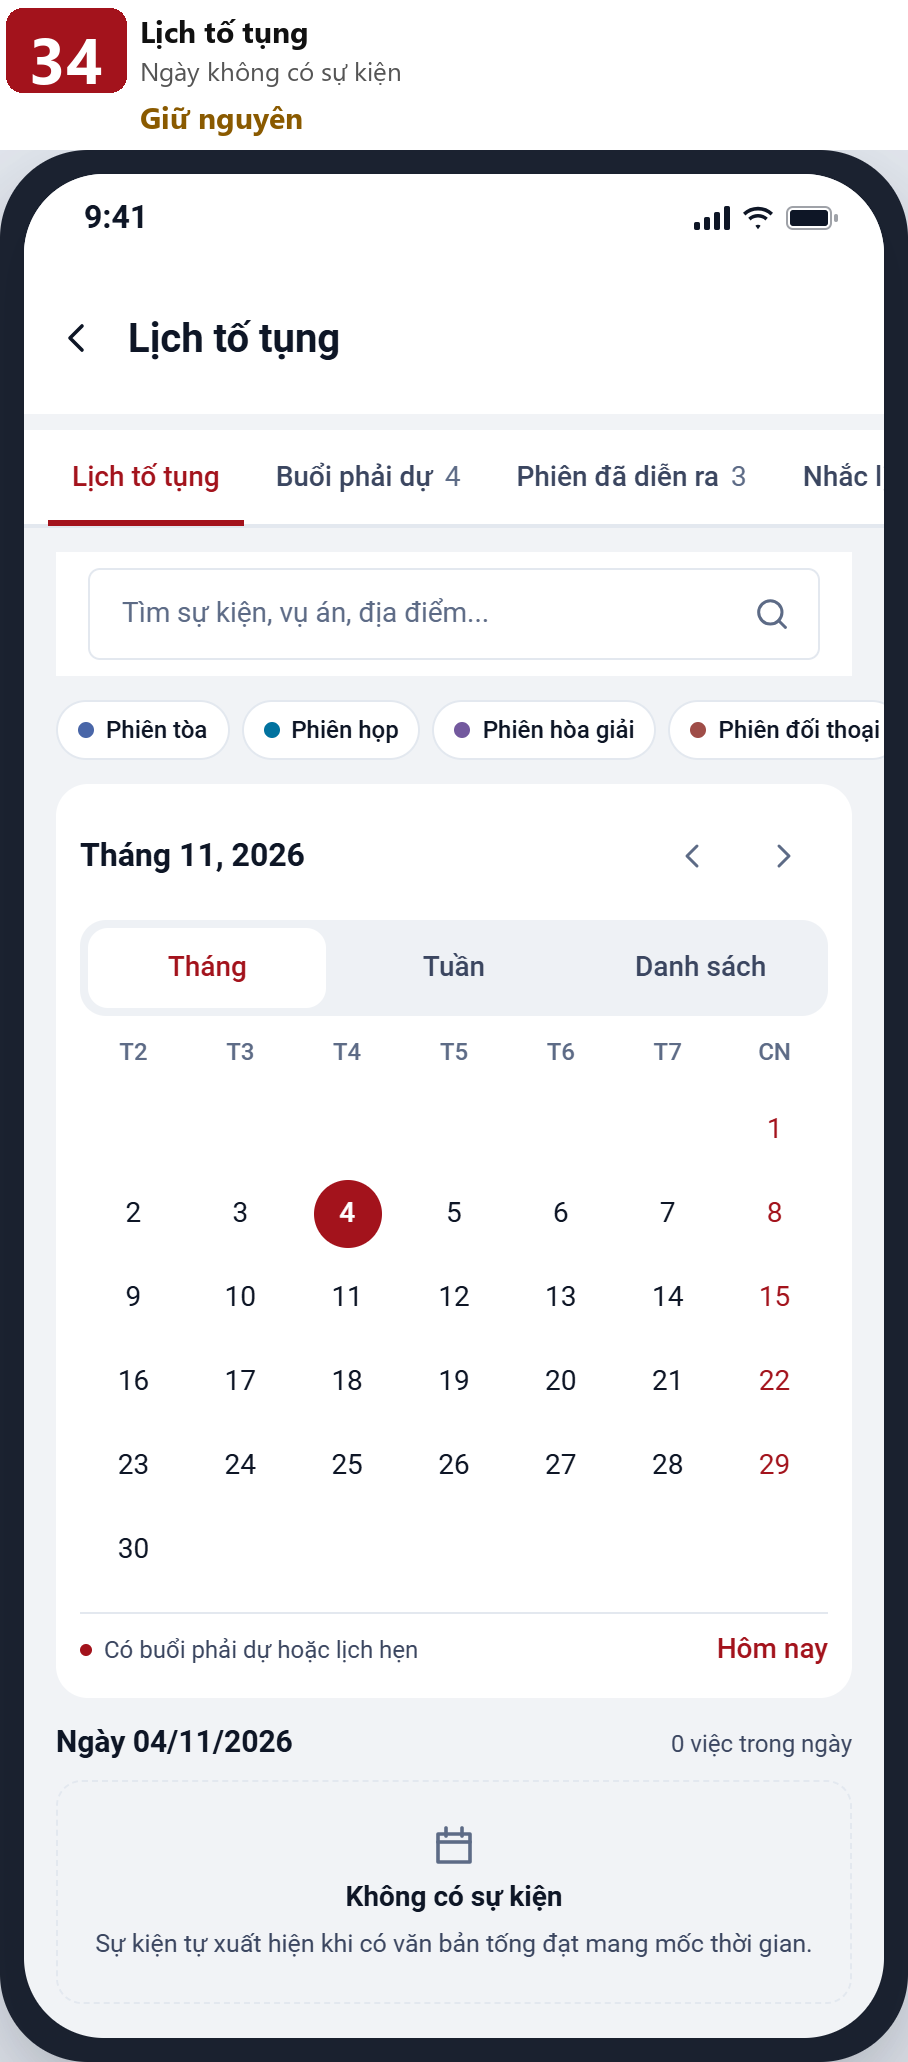 34
Lịch tố tụng
Ngày không có sự kiện
Giữ nguyên
9:41
Lịch tố tụng
Lịch tố tụng Buổi phải dự 4 Phiên đã diễn ra 3 Nhắc l
Tìm sự kiện, vụ án, địa điểm...
Phiên tòa Phiên họp Phiên hòa giải Phiên đối thoại
Tháng 11, 2026
Tháng Tuần Danh sách
T2 T3 T4 T5 T6 T7 CN
1
2 3 4 5 6 7 8
9 10 11 12 13 14 15
16 17 18 19 20 21 22
23 24 25 26 27 28 29
30
Có buổi phải dự hoặc lịch hẹn Hôm nay
Ngày 04/11/2026 0 việc trong ngày
Không có sự kiện
Sự kiện tự xuất hiện khi có văn bản tống đạt mang mốc thời gian.